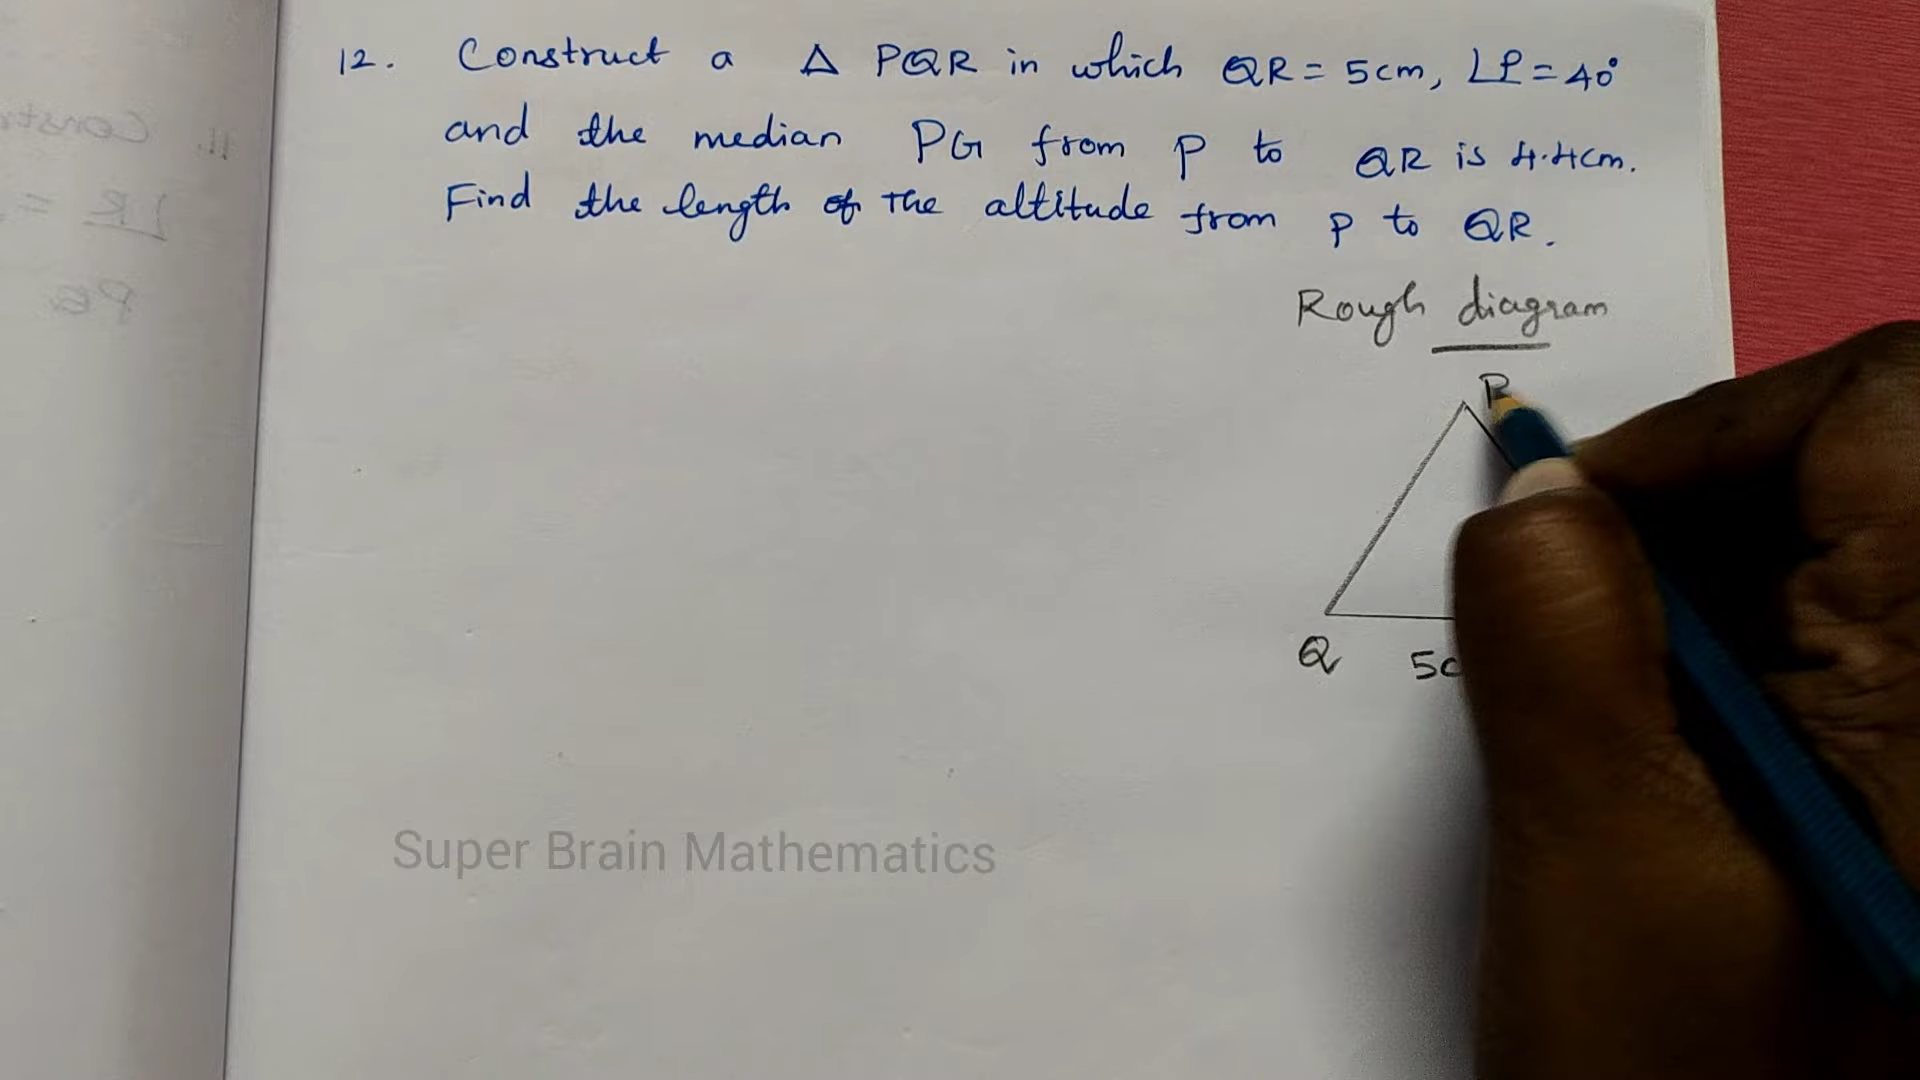 12. Construct a Δ PQR in which QR = 5cm, ∠P = 40°
and the median PG from P to QR is 4.4cm.
Find the length of the altitude from P to QR.
Rough diagram
P
Q
Super Brain Mathematics